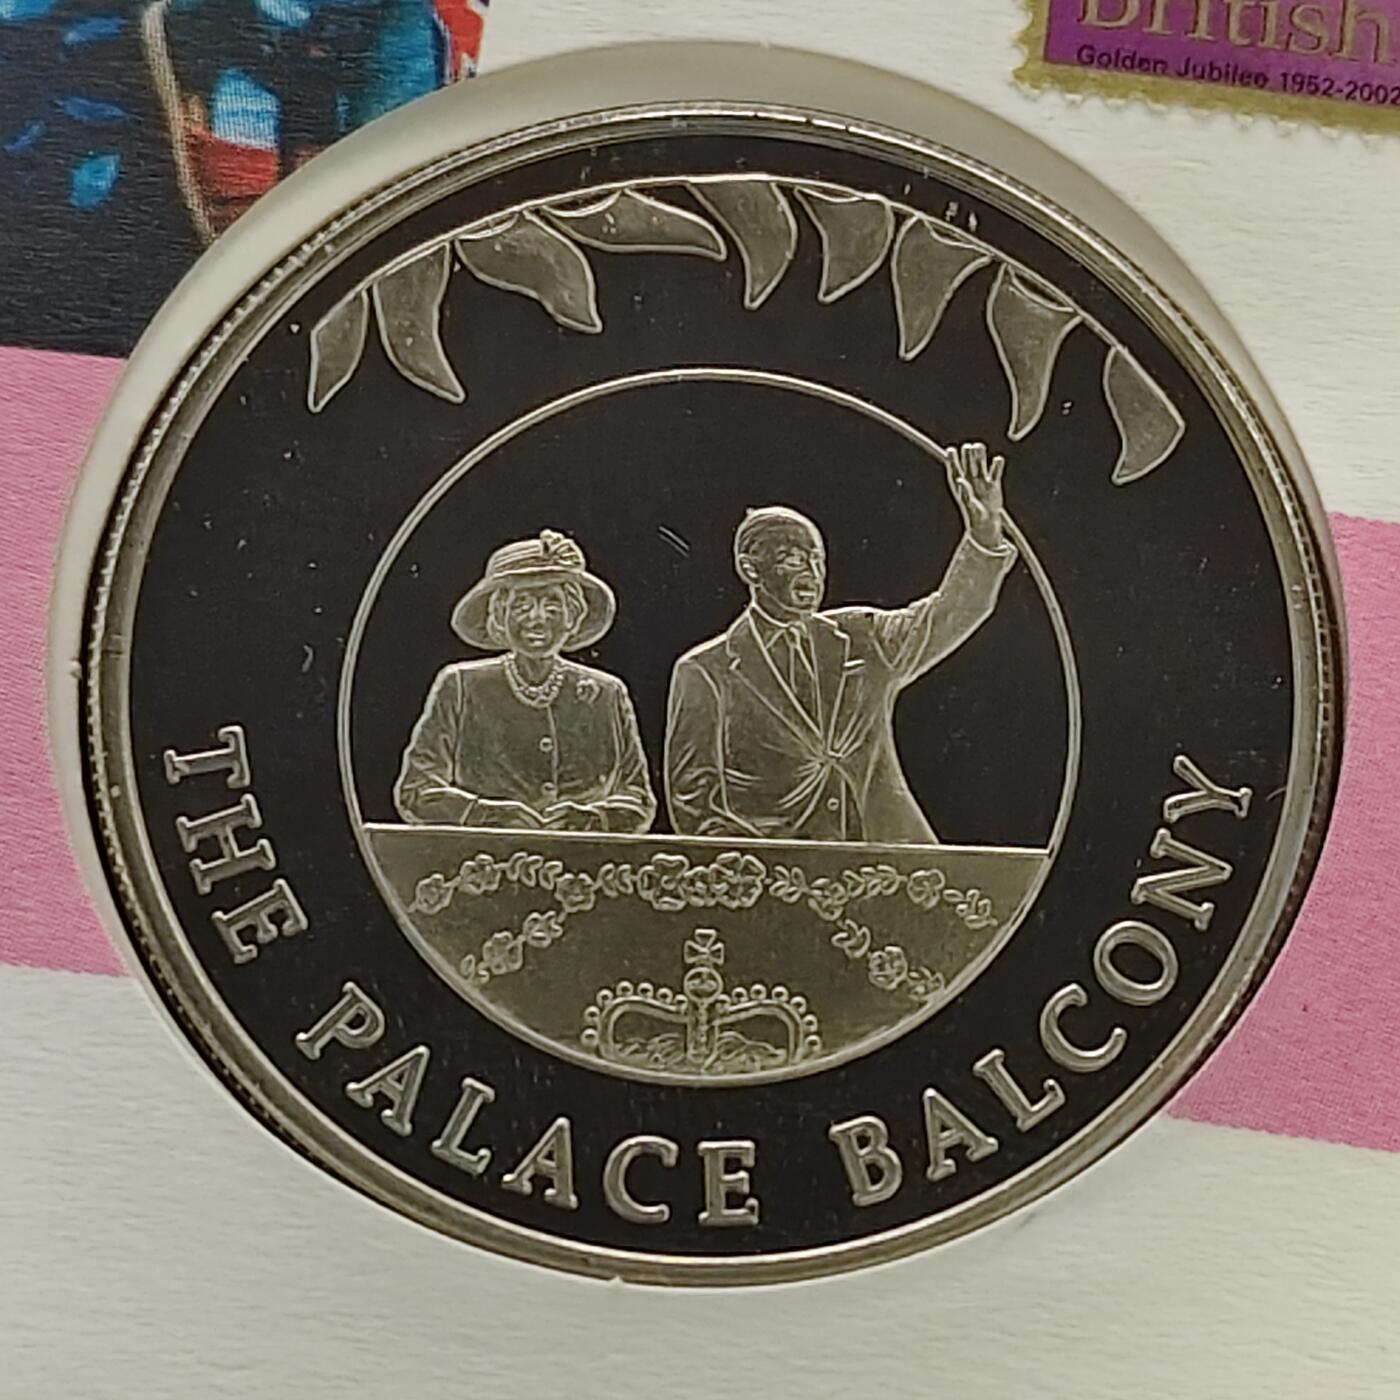 British
Golden Jubilee 1952-2002
THE PALACE BALCONY